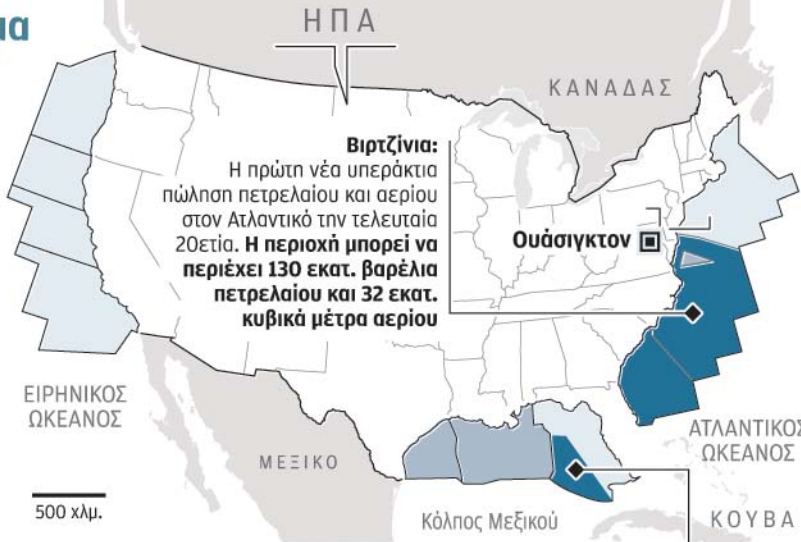 μα
ΗΠΑ
ΚΑΝΑΔΑΣ
Βιρτζίνια:
Η πρώτη νέα υπεράκτια
πώληση πετρελαίου και αερίου
στον Ατλαντικό την τελευταία
20ετία. Η περιοχή μπορεί να
περιέχει 130 εκατ. βαρέλια
πετρελαίου και 32 εκατ.
κυβικά μέτρα αερίου
Ουάσιγκτον
ΕΙΡΗΝΙΚΟΣ
ΩΚΕΑΝΟΣ
ΑΤΛΑΝΤΙΚΟΣ
ΩΚΕΑΝΟΣ
ΜΕΞΙΚΟ
500 χλμ.
Κόλπος Μεξικού
ΚΟΥΒΑ